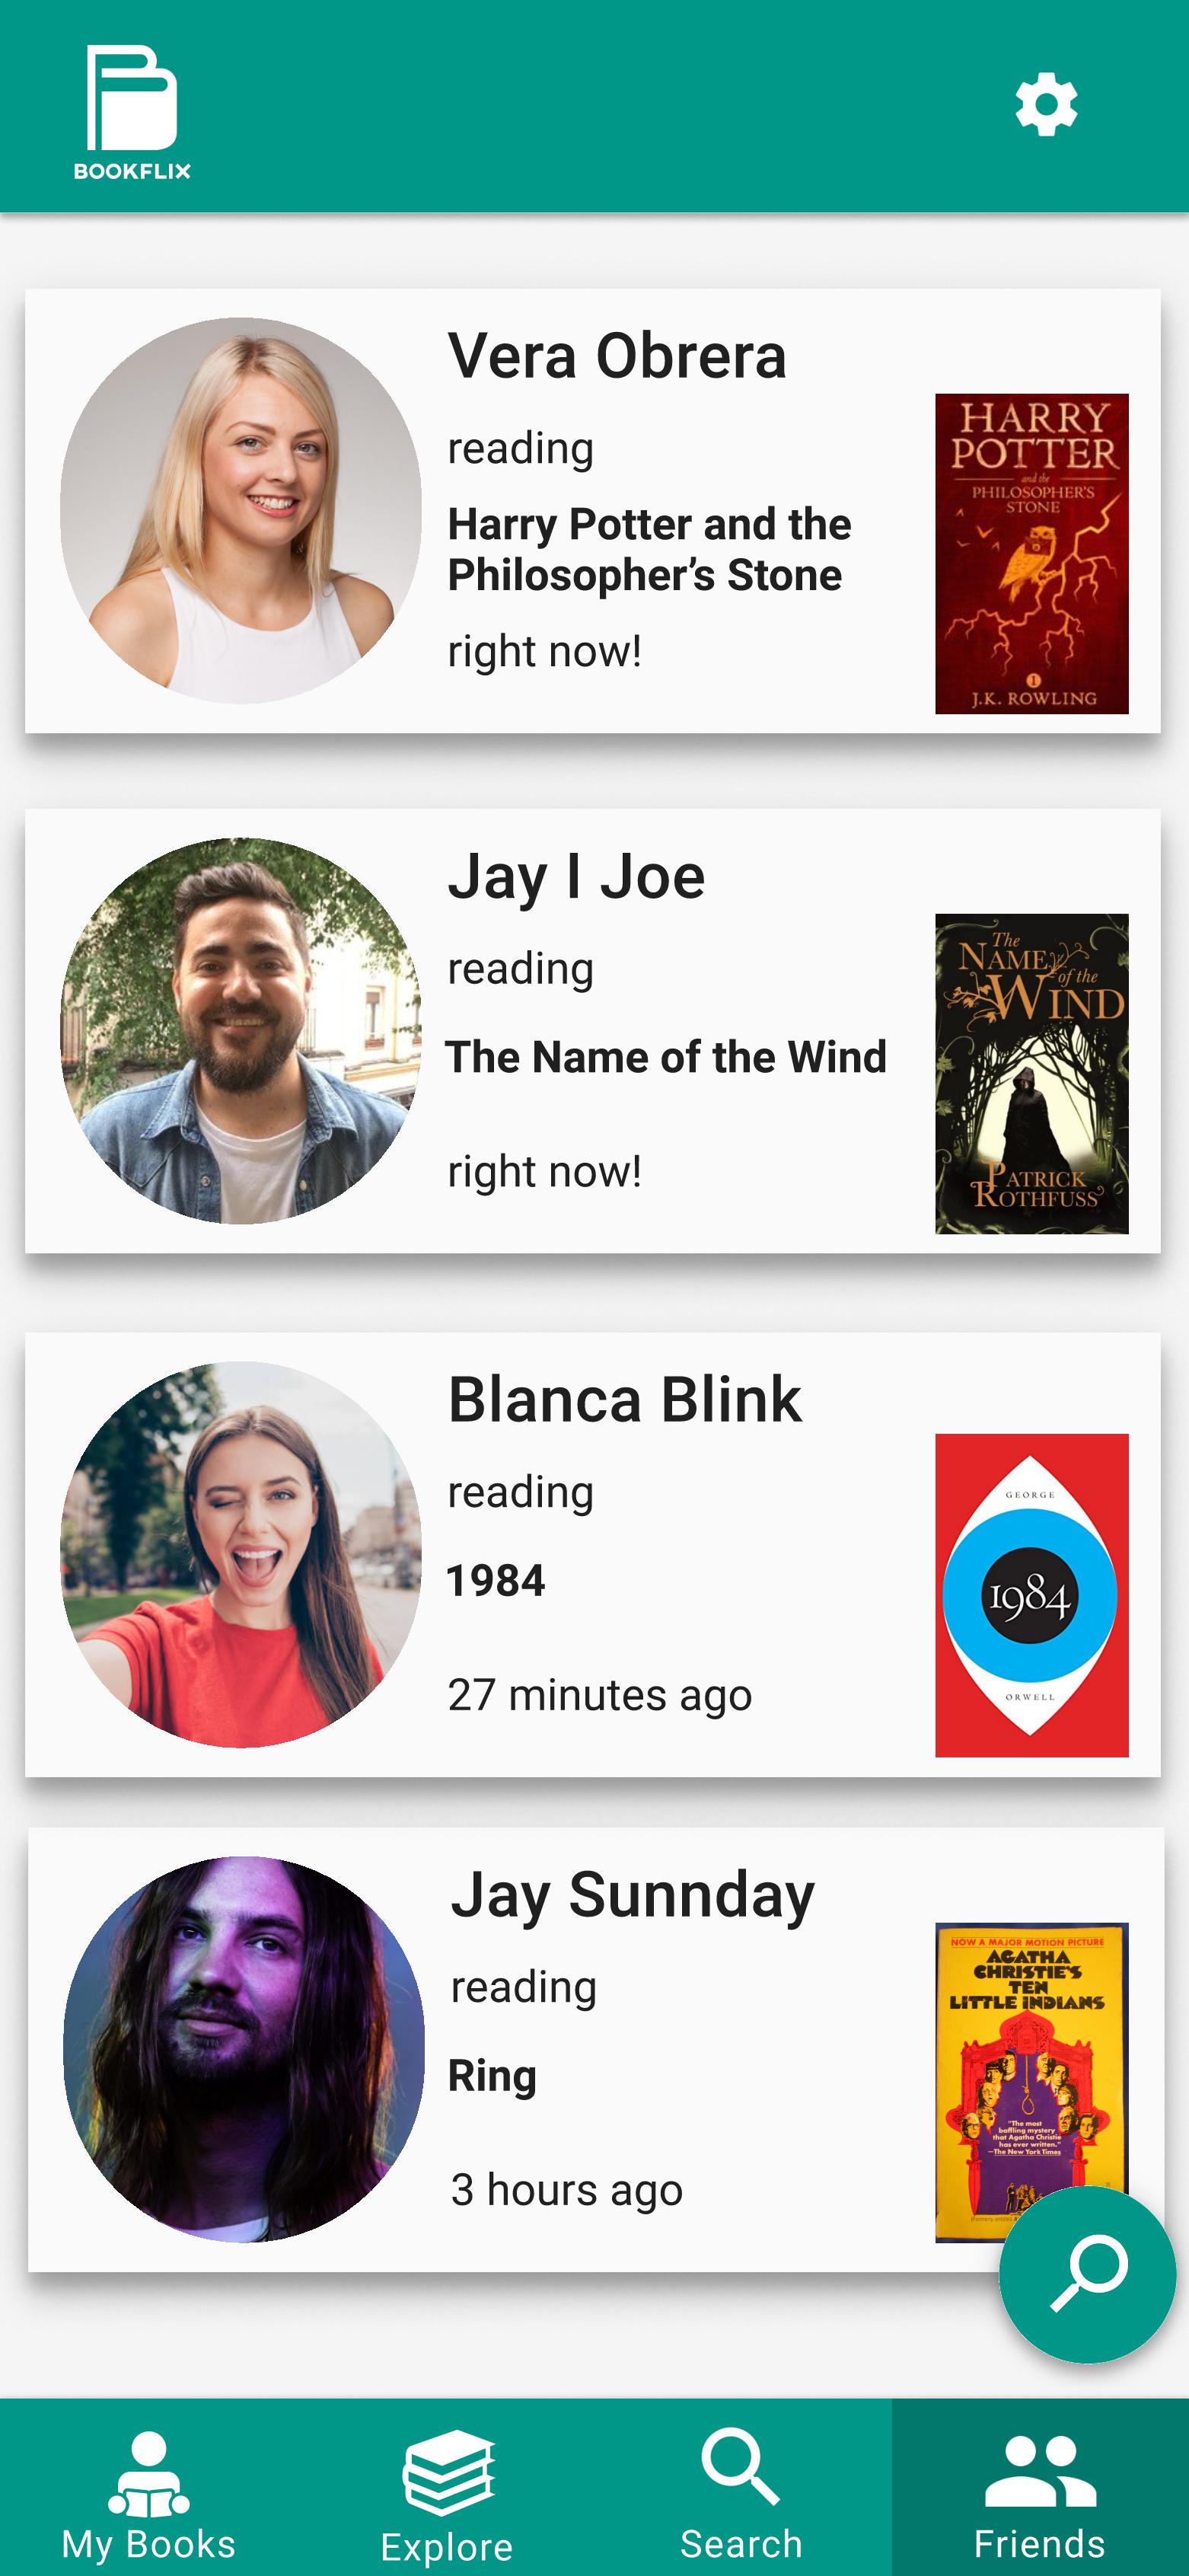 BOOKFLIX
Vera Obrera
reading
Harry Potter and the
Philosopher’s Stone
right now!
HARRY
POTTER
and the
PHILOSOPHER'S
STONE
1
J.K. ROWLING
Jay I Joe
reading
The Name of the Wind
right now!
The
NAME
of the
WIND
PATRICK
ROTHFUSS
Blanca Blink
reading
1984
27 minutes ago
GEORGE
1984
ORWELL
Jay Sunnday
reading
Ring
3 hours ago
NOW A MAJOR MOTION PICTURE
AGATHA
CHRISTIE'S
TEN
LITTLE INDIANS
"The most
baffling mystery
that Agatha Christie
has ever written."
—The New York Times
My Books
Explore
Search
Friends